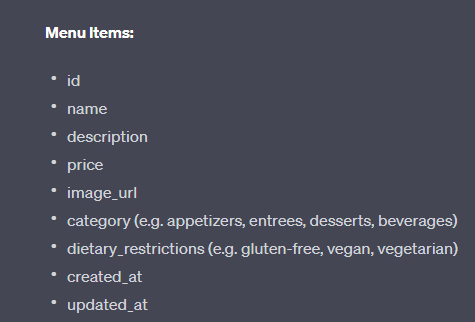 Menu Items:
• id
• name
• description
• price
• image_url
• category (e.g. appetizers, entrees, desserts, beverages)
• dietary_restrictions (e.g. gluten-free, vegan, vegetarian)
• created_at
• updated_at